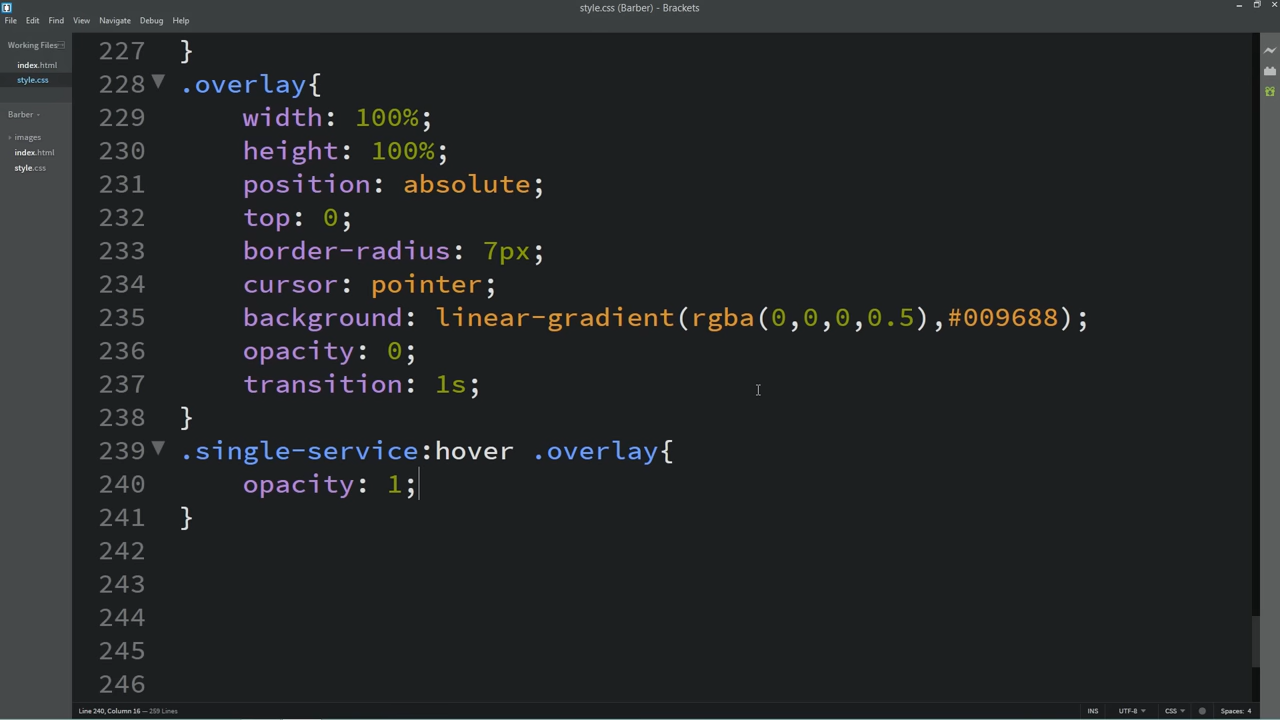 style.css (Barber) - Brackets
File Edit Find View Navigate Debug Help
Working Files
index.html
style.css
Barber
images
index.html
style.css
227 }
228 .overlay{
229     width: 100%;
230     height: 100%;
231     position: absolute;
232     top: 0;
233     border-radius: 7px;
234     cursor: pointer;
235     background: linear-gradient(rgba(0,0,0,0.5),#009688);
236     opacity: 0;
237     transition: 1s;
238 }
239 .single-service:hover .overlay{
240     opacity: 1;
241 }
242
243
244
245
246
Line 240, Column 16 — 259 Lines INS UTF-8 CSS Spaces: 4